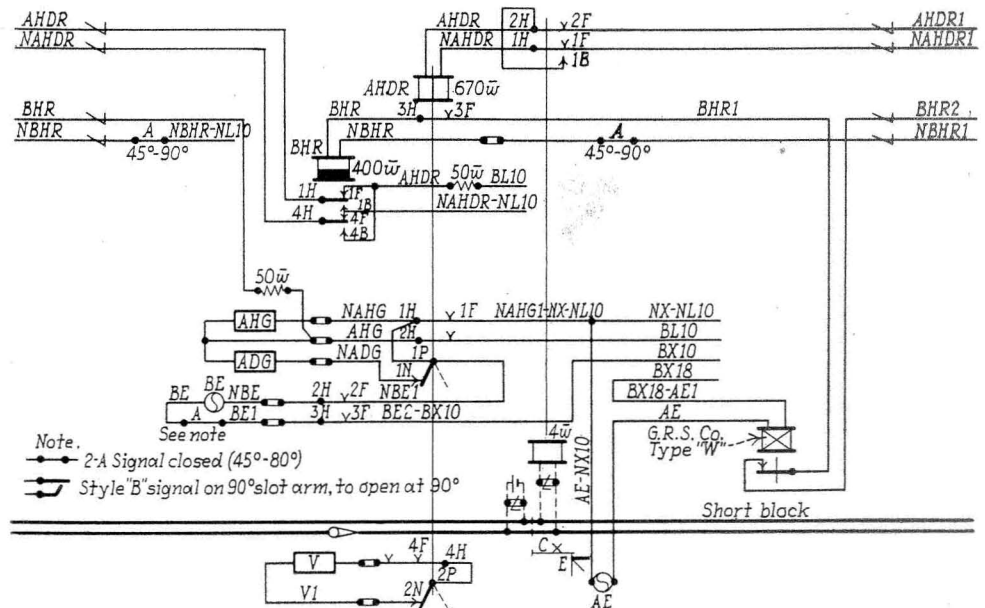 AHDR AHDR 2H 2F AHDR1
NAHDR NAHDR 1H 1F NAHDR1
1B
AHDR 670ω
BHR BHR 3H 3F BHR1 BHR2
NBHR A NBHR-NL10 NBHR A NBHR1
45°-90° 45°-90°
BHR 400ω
AHDR 50ω BL10
1H 1F
1B NAHDR-NL10
4H 4F
4B
50ω
AHG NAHG 1H 1F NAHG1-NX-NL10 NX-NL10
AHG 2H BL10
ADG NADG 1P BX10
1N BX18
BE BE NBE 2H 2F NBE1 BX18-AE1
A BE1 3H 3F BE2-BX10 AE
See note
Note.
2-A Signal closed (45°-80°)
Style "B" signal on 90° slot arm, to open at 90°
4ω
AE-NX10
G.R.S. Co.
Type "W"
Short block
C
E
V 4F 4H
2P
V1 2N
AE